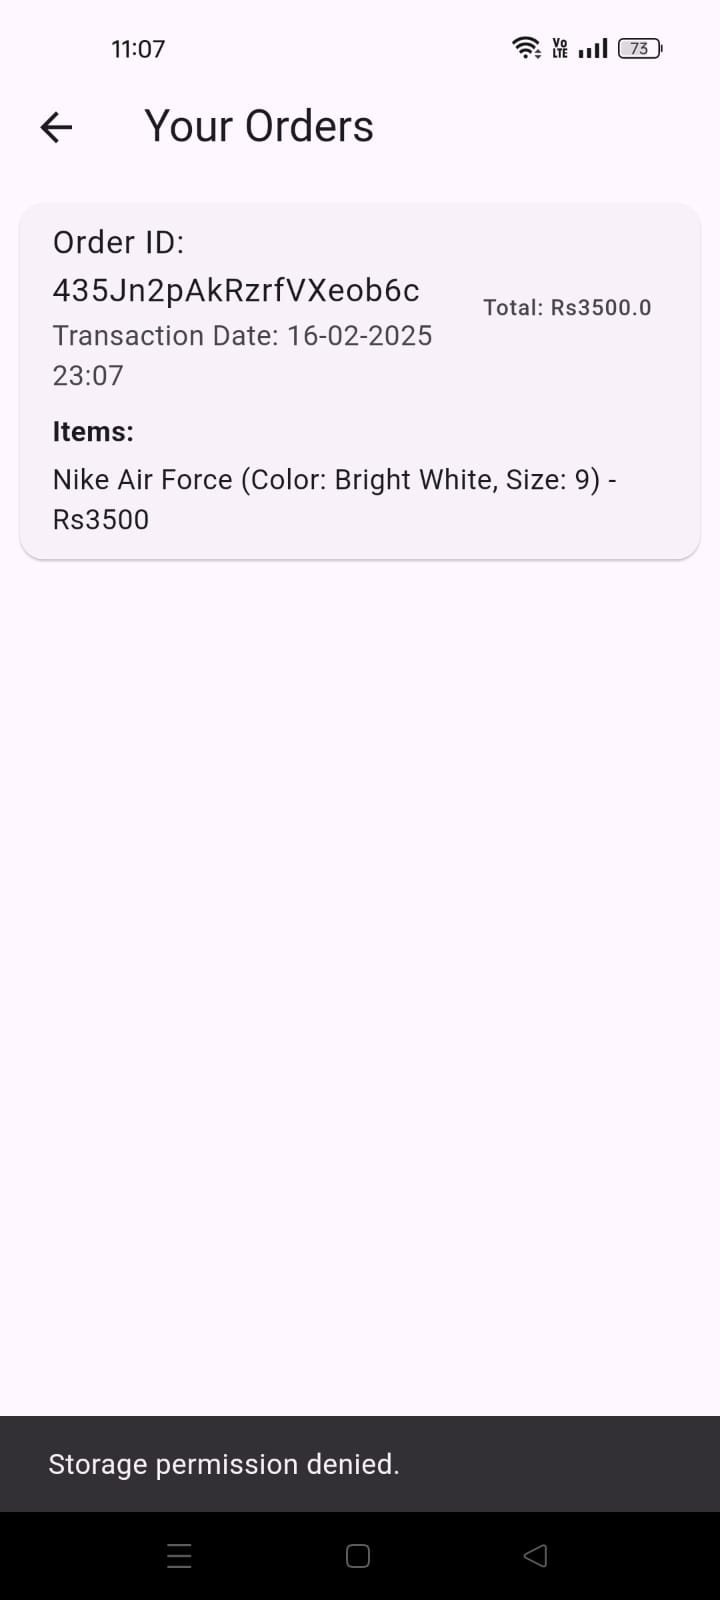 11:07
Vo
LTE
73
Your Orders
Order ID:
435Jn2pAkRzrfVXeob6c
Total: Rs3500.0
Transaction Date: 16-02-2025
23:07
Items:
Nike Air Force (Color: Bright White, Size: 9) -
Rs3500
Storage permission denied.